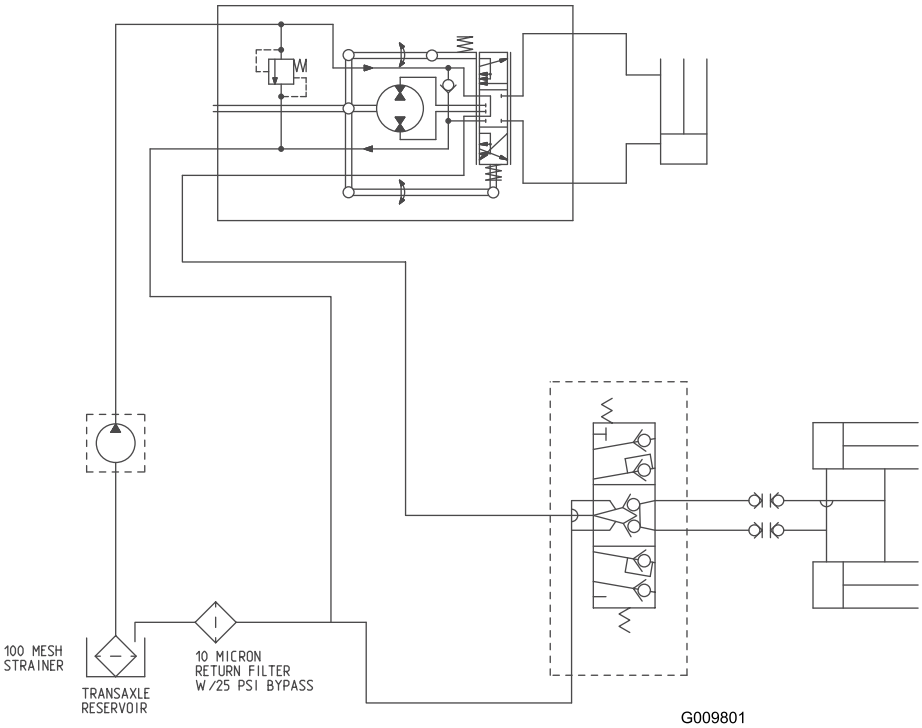 100 MESH
STRAINER
TRANSAXLE
RESERVOIR
10 MICRON
RETURN FILTER
W/25 PSI BYPASS
G009801